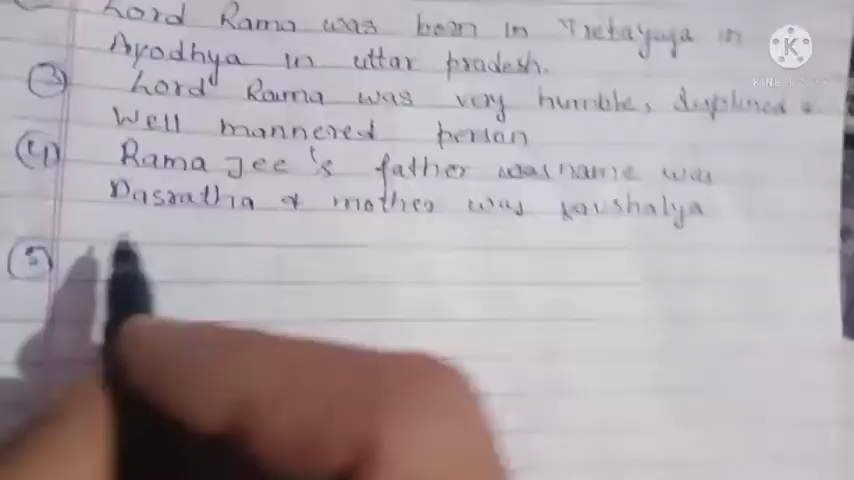 Lord Rama was born in Tretayuga in
Ayodhya in uttar pradesh.
③ Lord Rama was very humble,
Well mannered person
④ Rama Jee's father was name was
Dasratha & mother was kaushalya
⑤
K
KINEMASTER